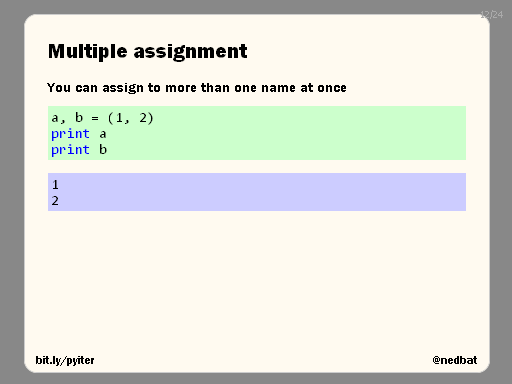 12/24
Multiple assignment
You can assign to more than one name at once
a, b = (1, 2)
print a
print b
1
2
bit.ly/pyiter
@nedbat